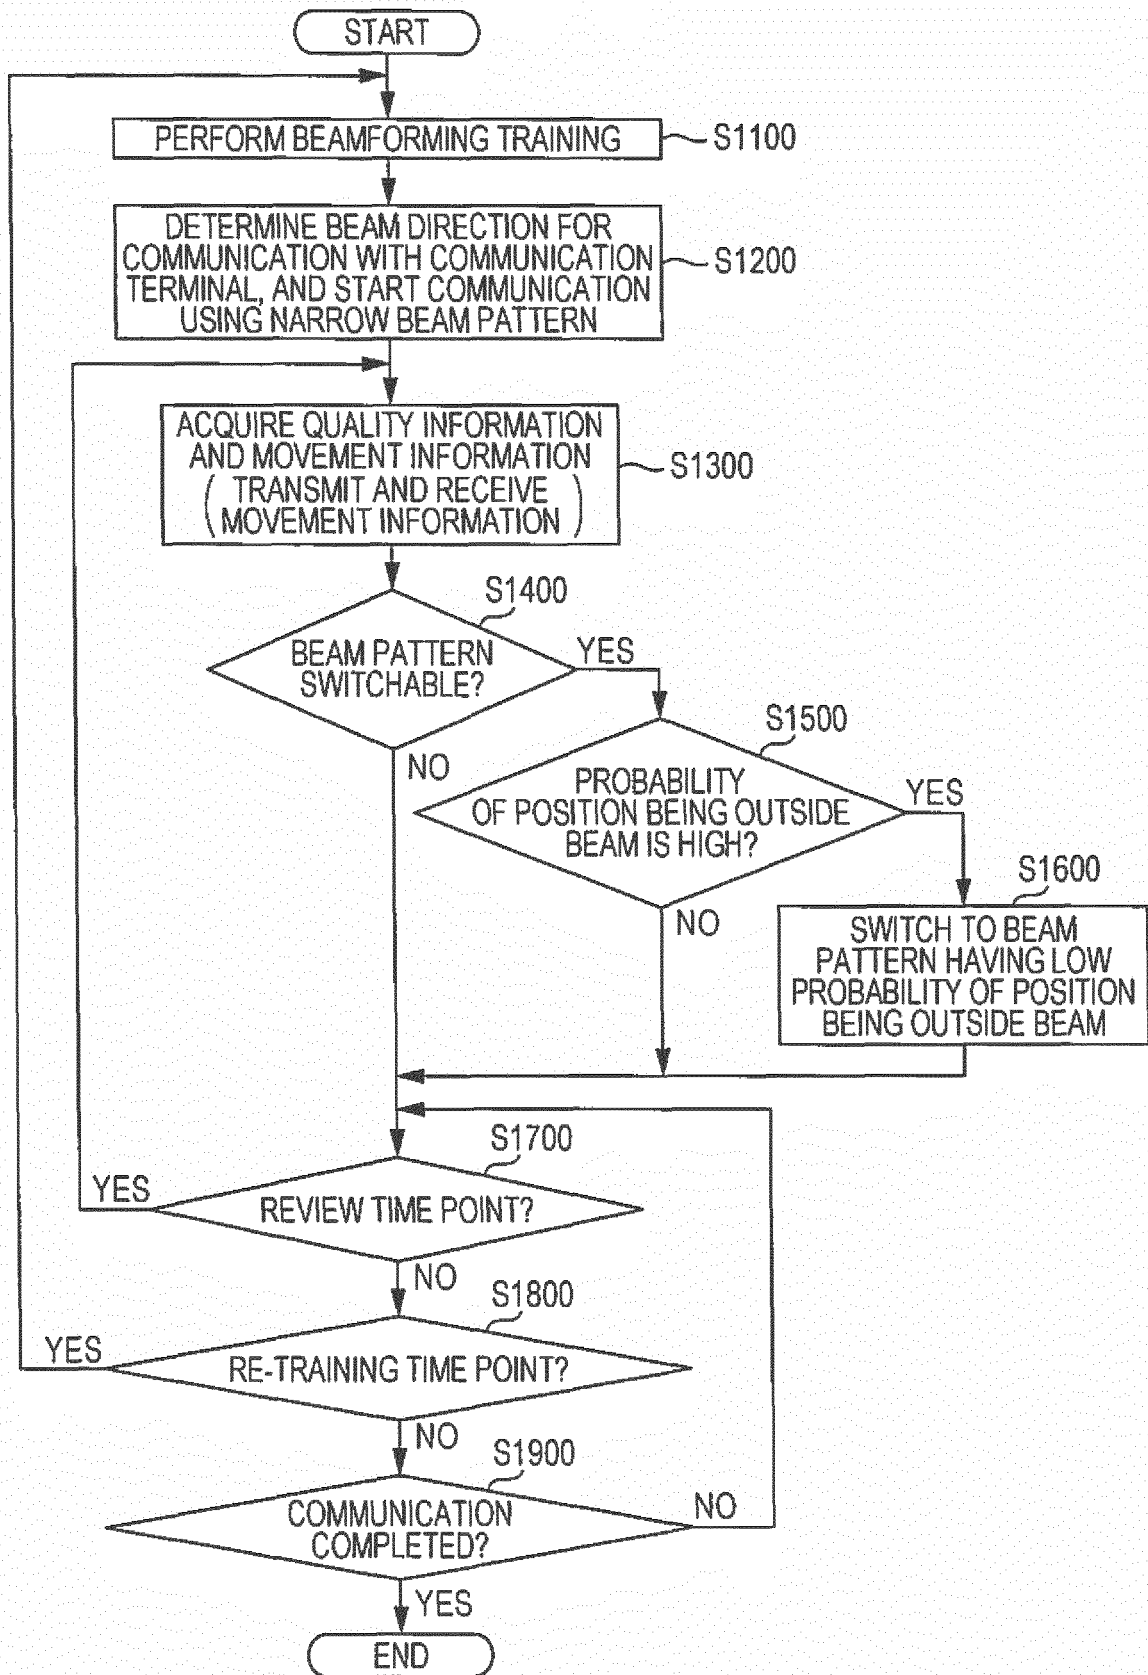 START
PERFORM BEAMFORMING TRAINING
S1100
DETERMINE BEAM DIRECTION FOR
COMMUNICATION WITH COMMUNICATION
TERMINAL, AND START COMMUNICATION
USING NARROW BEAM PATTERN
S1200
ACQUIRE QUALITY INFORMATION
AND MOVEMENT INFORMATION
( TRANSMIT AND RECEIVE
MOVEMENT INFORMATION )
S1300
S1400
BEAM PATTERN
SWITCHABLE?
YES
NO
S1500
PROBABILITY
OF POSITION BEING OUTSIDE
BEAM IS HIGH?
YES
NO
S1600
SWITCH TO BEAM
PATTERN HAVING LOW
PROBABILITY OF POSITION
BEING OUTSIDE BEAM
S1700
REVIEW TIME POINT?
YES
NO
S1800
RE-TRAINING TIME POINT?
YES
NO
S1900
COMMUNICATION
COMPLETED?
NO
YES
END